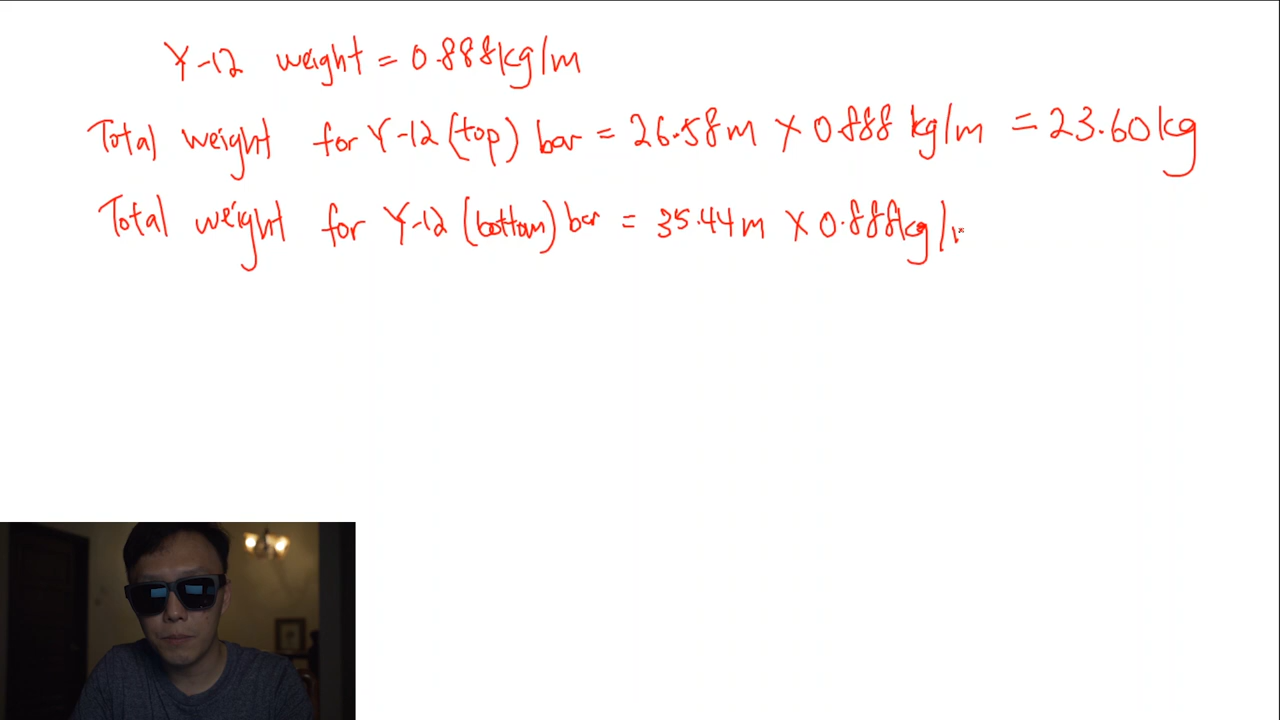 Y-12 weight = 0.888kg/m
Total weight for Y-12 (top) bar = 26.58m X 0.888 kg/m = 23.60kg
Total weight for Y-12 (bottom) bar = 35.44m X 0.888kg/